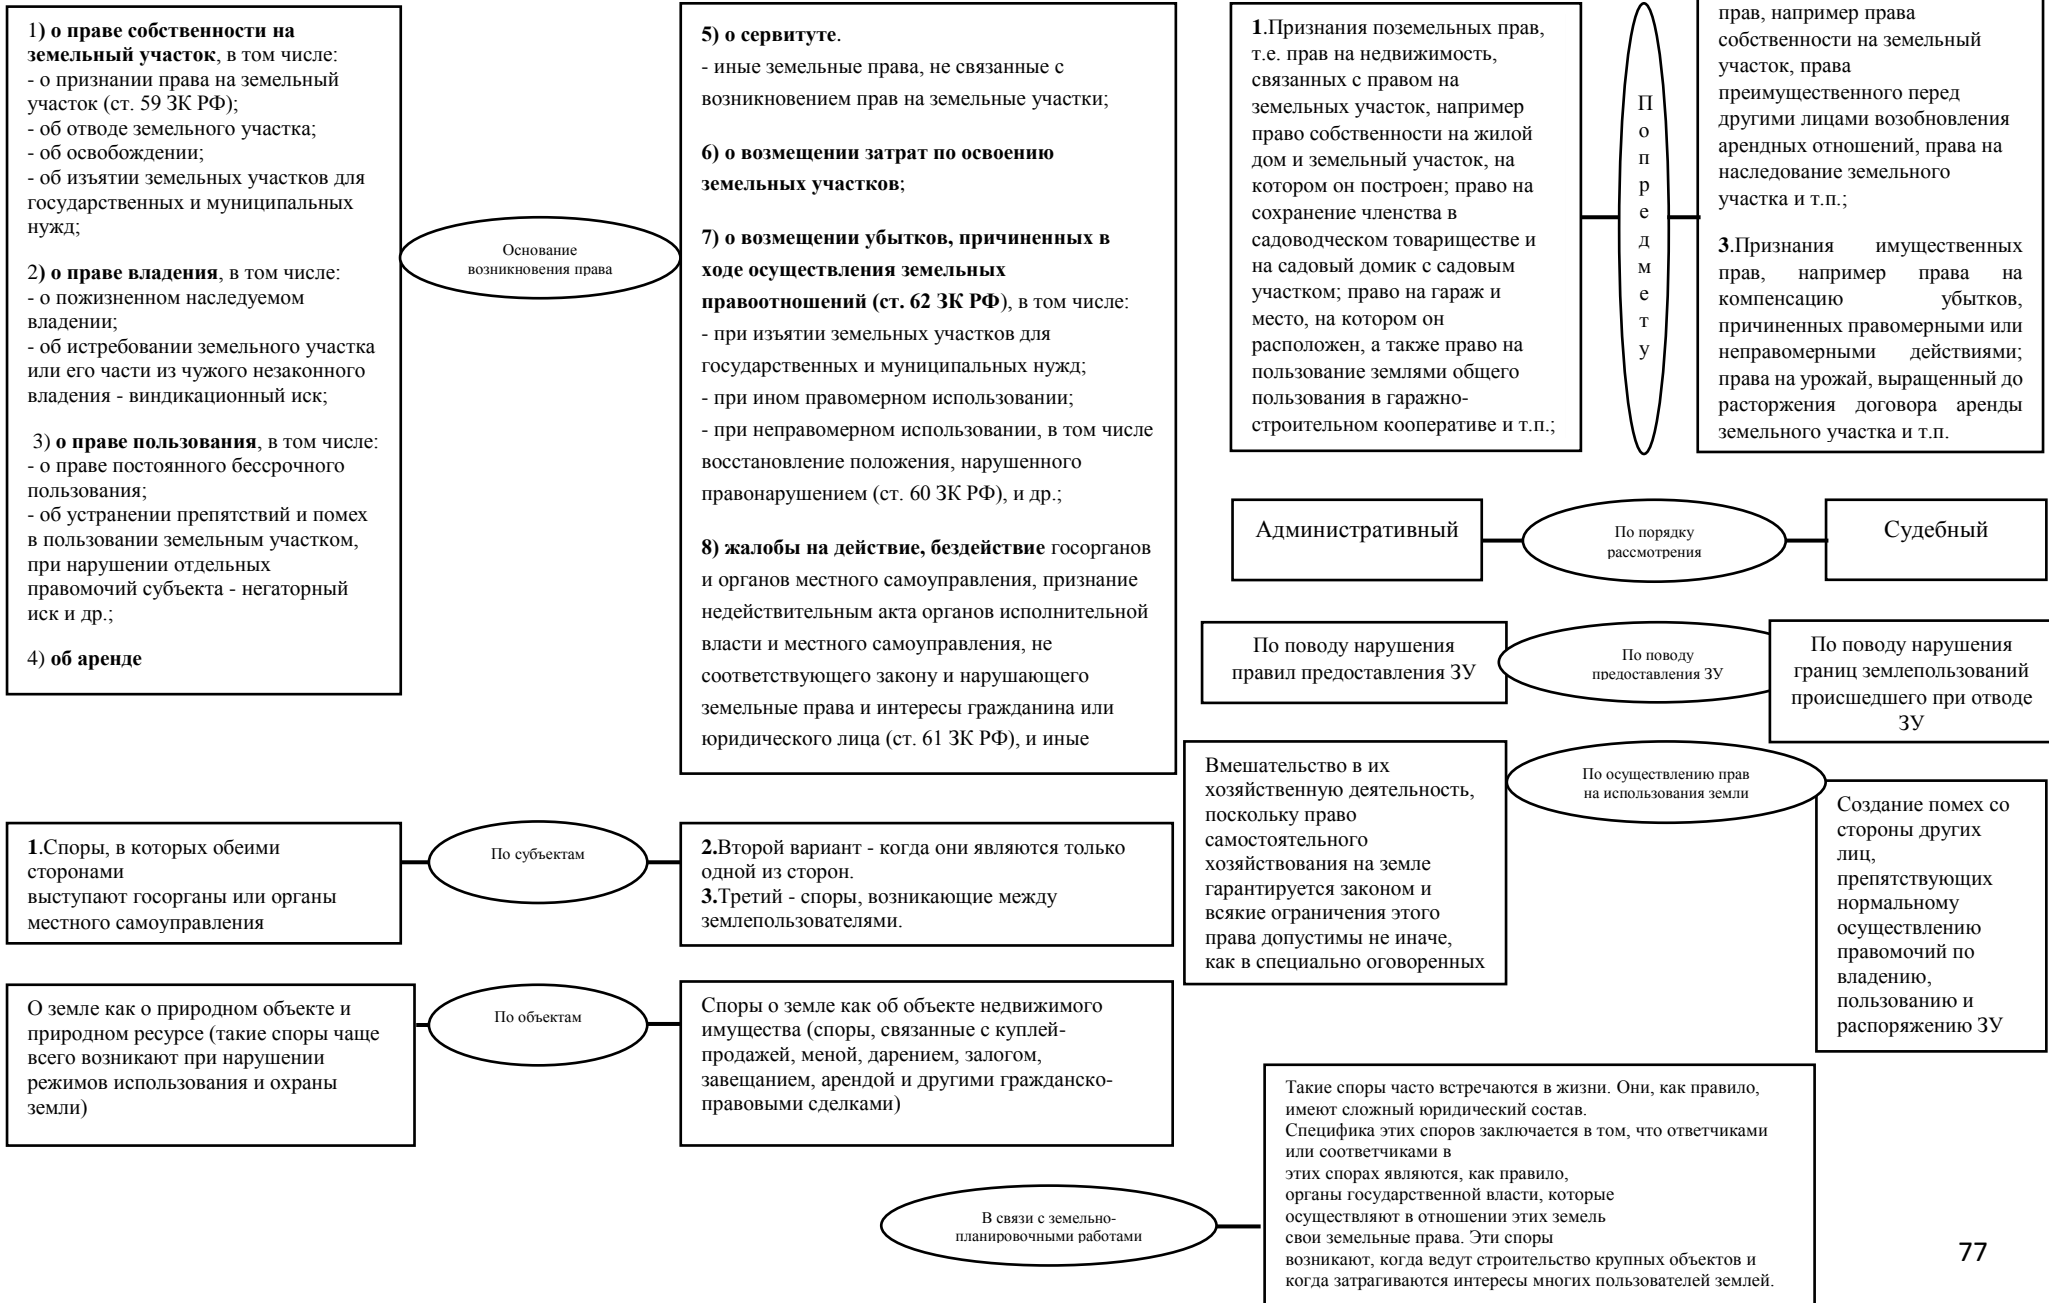 1) о праве собственности на
земельный участок, в том числе:
- о признании права на земельный
участок (ст. 59 ЗК РФ);
- об отводе земельного участка;
- об освобождении;
- об изъятии земельных участков для
государственных и муниципальных
нужд;
2) о праве владения, в том числе:
- о пожизненном наследуемом
владении;
- об истребовании земельного участка
или его части из чужого незаконного
владения - виндикационный иск;
3) о праве пользования, в том числе:
- о праве постоянного бессрочного
пользования;
- об устранении препятствий и помех
в пользовании земельным участком,
при нарушении отдельных
правомочий субъекта - негаторный
иск и др.;
4) об аренде
Основание
возникновения права
5) о сервитуте.
- иные земельные права, не связанные с
возникновением прав на земельные участки;
6) о возмещении затрат по освоению
земельных участков;
7) о возмещении убытков, причиненных в
ходе осуществления земельных
правоотношений (ст. 62 ЗК РФ), в том числе:
- при изъятии земельных участков для
государственных и муниципальных нужд;
- при ином правомерном использовании;
- при неправомерном использовании, в том числе
восстановление положения, нарушенного
правонарушением (ст. 60 ЗК РФ), и др.;
8) жалобы на действие, бездействие госорганов
и органов местного самоуправления, признание
недействительным акта органов исполнительной
власти и местного самоуправления, не
соответствующего закону и нарушающего
земельные права и интересы гражданина или
юридического лица (ст. 61 ЗК РФ), и иные
1.Признания поземельных прав,
т.е. прав на недвижимость,
связанных с правом на
земельных участок, например
право собственности на жилой
дом и земельный участок, на
котором он построен; право на
сохранение членства в
садоводческом товариществе и
на садовый домик с садовым
участком; право на гараж и
место, на котором он
расположен, а также право на
пользование землями общего
пользования в гаражно-
строительном кооперативе и т.п.;
П
о
п
р
е
д
м
е
т
у
прав, например права
собственности на земельный
участок, права
преимущественного перед
другими лицами возобновления
арендных отношений, права на
наследование земельного
участка и т.п.;
3.Признания имущественных
прав, например права на
компенсацию убытков,
причиненных правомерными или
неправомерными действиями;
права на урожай, выращенный до
расторжения договора аренды
земельного участка и т.п.
Административный
По порядку
рассмотрения
Судебный
По поводу нарушения
правил предоставления ЗУ
По поводу
предоставления ЗУ
По поводу нарушения
границ землепользований
происшедшего при отводе
ЗУ
Вмешательство в их
хозяйственную деятельность,
поскольку право
самостоятельного
хозяйствования на земле
гарантируется законом и
всякие ограничения этого
права допустимы не иначе,
как в специально оговоренных
По осуществлению прав
на использования земли
Создание помех со
стороны других
лиц,
препятствующих
нормальному
осуществлению
правомочий по
владению,
пользованию и
распоряжению ЗУ
1.Споры, в которых обеими
сторонами
выступают госорганы или органы
местного самоуправления
По субъектам
2.Второй вариант - когда они являются только
одной из сторон.
3.Третий - споры, возникающие между
землепользователями.
О земле как о природном объекте и
природном ресурсе (такие споры чаще
всего возникают при нарушении
режимов использования и охраны
земли)
По объектам
Споры о земле как об объекте недвижимого
имущества (споры, связанные с куплей-
продажей, меной, дарением, залогом,
завещанием, арендой и другими гражданско-
правовыми сделками)
В связи с земельно-
планировочными работами
Такие споры часто встречаются в жизни. Они, как правило,
имеют сложный юридический состав.
Специфика этих споров заключается в том, что ответчиками
или соответчиками в
этих спорах являются, как правило,
органы государственной власти, которые
осуществляют в отношении этих земель
свои земельные права. Эти споры
возникают, когда ведут строительство крупных объектов и
когда затрагиваются интересы многих пользователей землей.
77